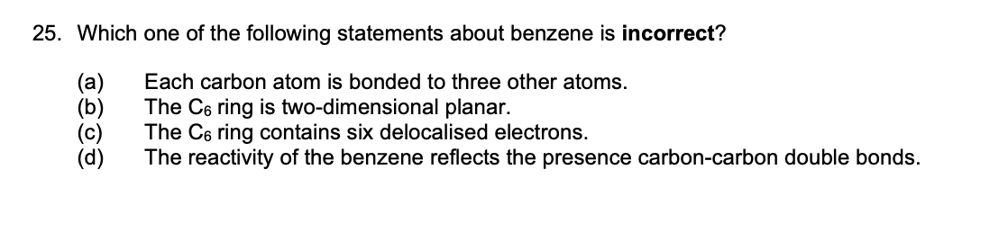 25. Which one of the following statements about benzene is incorrect?
(a) Each carbon atom is bonded to three other atoms.
(b) The C6 ring is two-dimensional planar.
(c) The C6 ring contains six delocalised electrons.
(d) The reactivity of the benzene reflects the presence carbon-carbon double bonds.